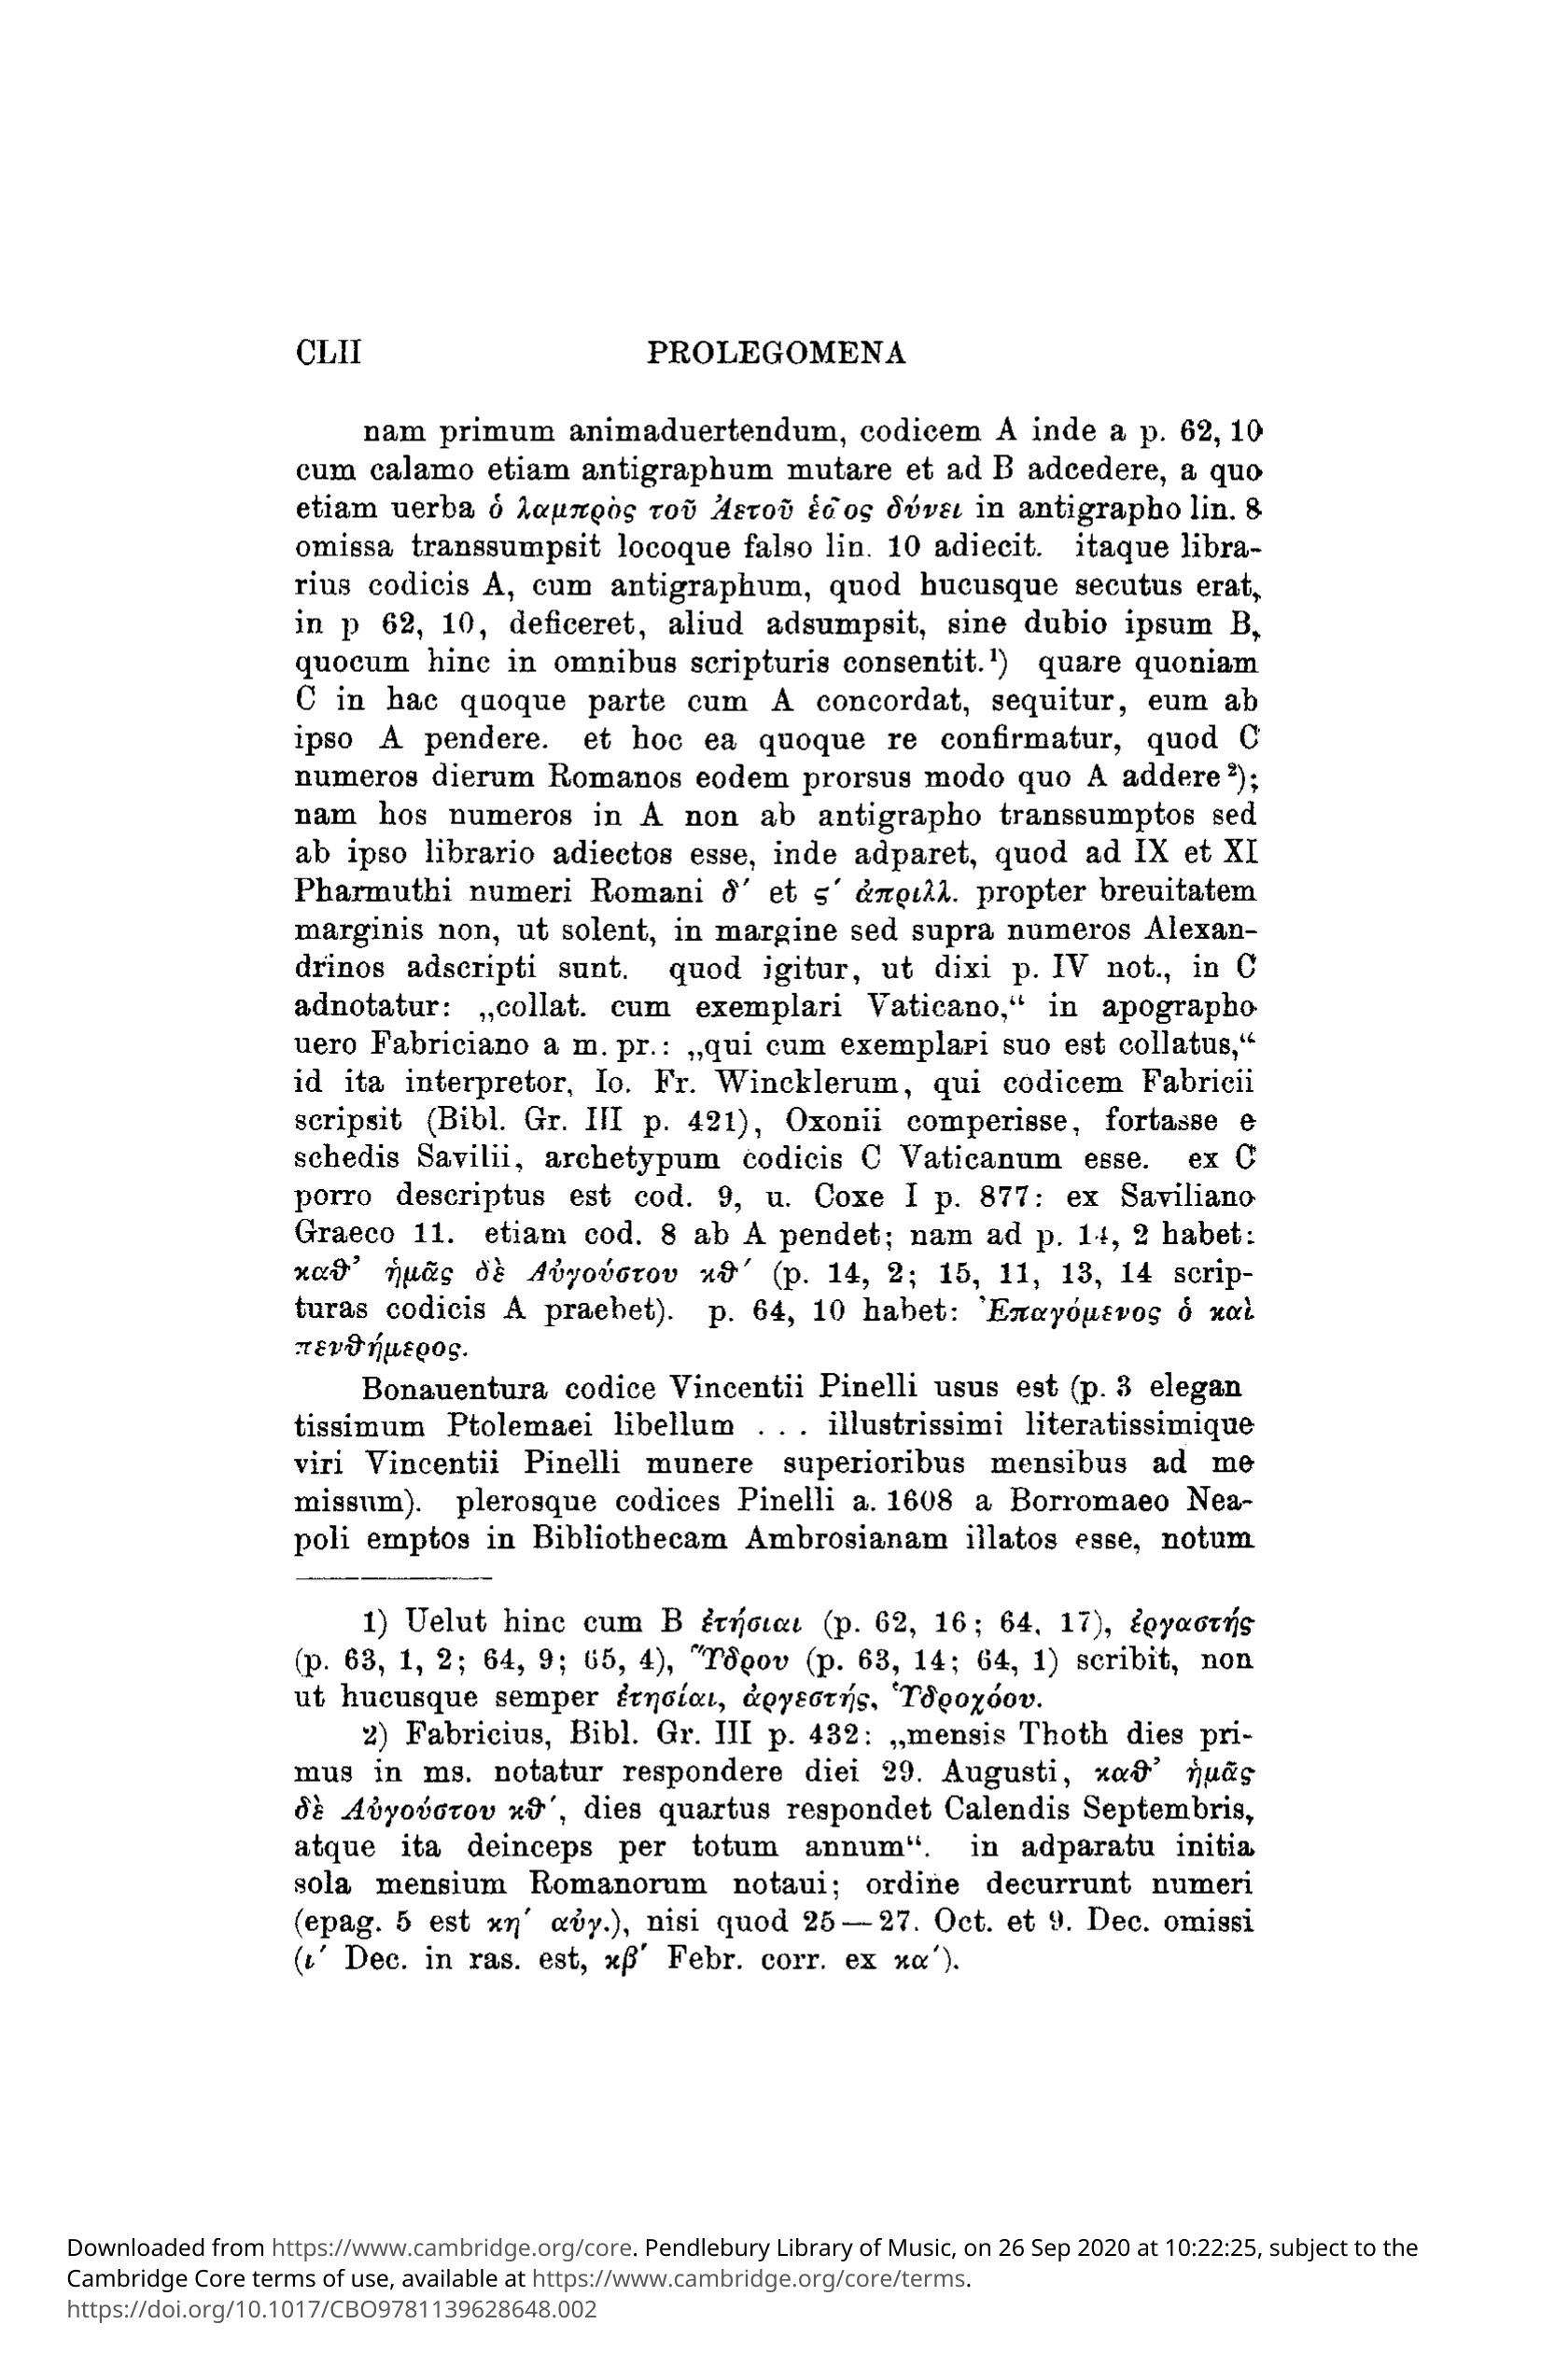 CLII PROLEGOMENA
nam primum animaduertendum, codicem A inde a p. 62, 10
cum calamo etiam antigraphum mutare et ad B adcedere, a quo
etiam uerba ὁ λαμπρὸς τοῦ Ἀετοῦ ἑῷος δύνει in antigrapho lin. 8
omissa transsumpsit locoque falso lin. 10 adiecit. itaque libra-
rius codicis A, cum antigraphum, quod hucusque secutus erat,
in p 62, 10, deficeret, aliud adsumpsit, sine dubio ipsum B,
quocum hinc in omnibus scripturis consentit.¹) quare quoniam
C in hac quoque parte cum A concordat, sequitur, eum ab
ipso A pendere. et hoc ea quoque re confirmatur, quod C
numeros dierum Romanos eodem prorsus modo quo A addere²);
nam hos numeros in A non ab antigrapho transsumptos sed
ab ipso librario adiectos esse, inde adparet, quod ad IX et XI
Pharmuthi numeri Romani δ′ et ϛ′ ἀπριλλ. propter breuitatem
marginis non, ut solent, in margine sed supra numeros Alexan-
drinos adscripti sunt. quod igitur, ut dixi p. IV not., in C
adnotatur: „collat. cum exemplari Vaticano,“ in apographo
uero Fabriciano a m. pr.: „qui cum exemplari suo est collatus,“
id ita interpretor, Io. Fr. Wincklerum, qui codicem Fabricii
scripsit (Bibl. Gr. III p. 421), Oxonii comperisse, fortasse e
schedis Savilii, archetypum codicis C Vaticanum esse. ex C
porro descriptus est cod. 9, u. Coxe I p. 877: ex Saviliano
Graeco 11. etiam cod. 8 ab A pendet; nam ad p. 14, 2 habet:
καθ’ ἡμᾶς δὲ Αὐγούστου κθ′ (p. 14, 2; 15, 11, 13, 14 scrip-
turas codicis A praebet). p. 64, 10 habet: Ἐπαγόμενος ὁ καὶ
πενθήμερος.
Bonauentura codice Vincentii Pinelli usus est (p. 3 elegan
tissimum Ptolemaei libellum . . . illustrissimi literatissimique
viri Vincentii Pinelli munere superioribus mensibus ad me
missum). plerosque codices Pinelli a. 1608 a Borromaeo Nea-
poli emptos in Bibliothecam Ambrosianam illatos esse, notum
1) Uelut hinc cum B ἐτήσιαι (p. 62, 16; 64, 17), ἐργαστής
(p. 63, 1, 2; 64, 9; 65, 4), Ὕδρου (p. 63, 14; 64, 1) scribit, non
ut hucusque semper ἐτησίαι, ἀργεστής, Ὑδροχόου.
2) Fabricius, Bibl. Gr. III p. 432: „mensis Thoth dies pri-
mus in ms. notatur respondere diei 29. Augusti, καθ’ ἡμᾶς
δὲ Αὐγούστου κθ′, dies quartus respondet Calendis Septembris,
atque ita deinceps per totum annum“. in adparatu initia
sola mensium Romanorum notaui; ordine decurrunt numeri
(epag. 5 est κη′ αὐγ.), nisi quod 25—27. Oct. et 9. Dec. omissi
(ι′ Dec. in ras. est, κβ′ Febr. corr. ex κα′).
Downloaded from https://www.cambridge.org/core. Pendlebury Library of Music, on 26 Sep 2020 at 10:22:25, subject to the
Cambridge Core terms of use, available at https://www.cambridge.org/core/terms.
https://doi.org/10.1017/CBO9781139628648.002